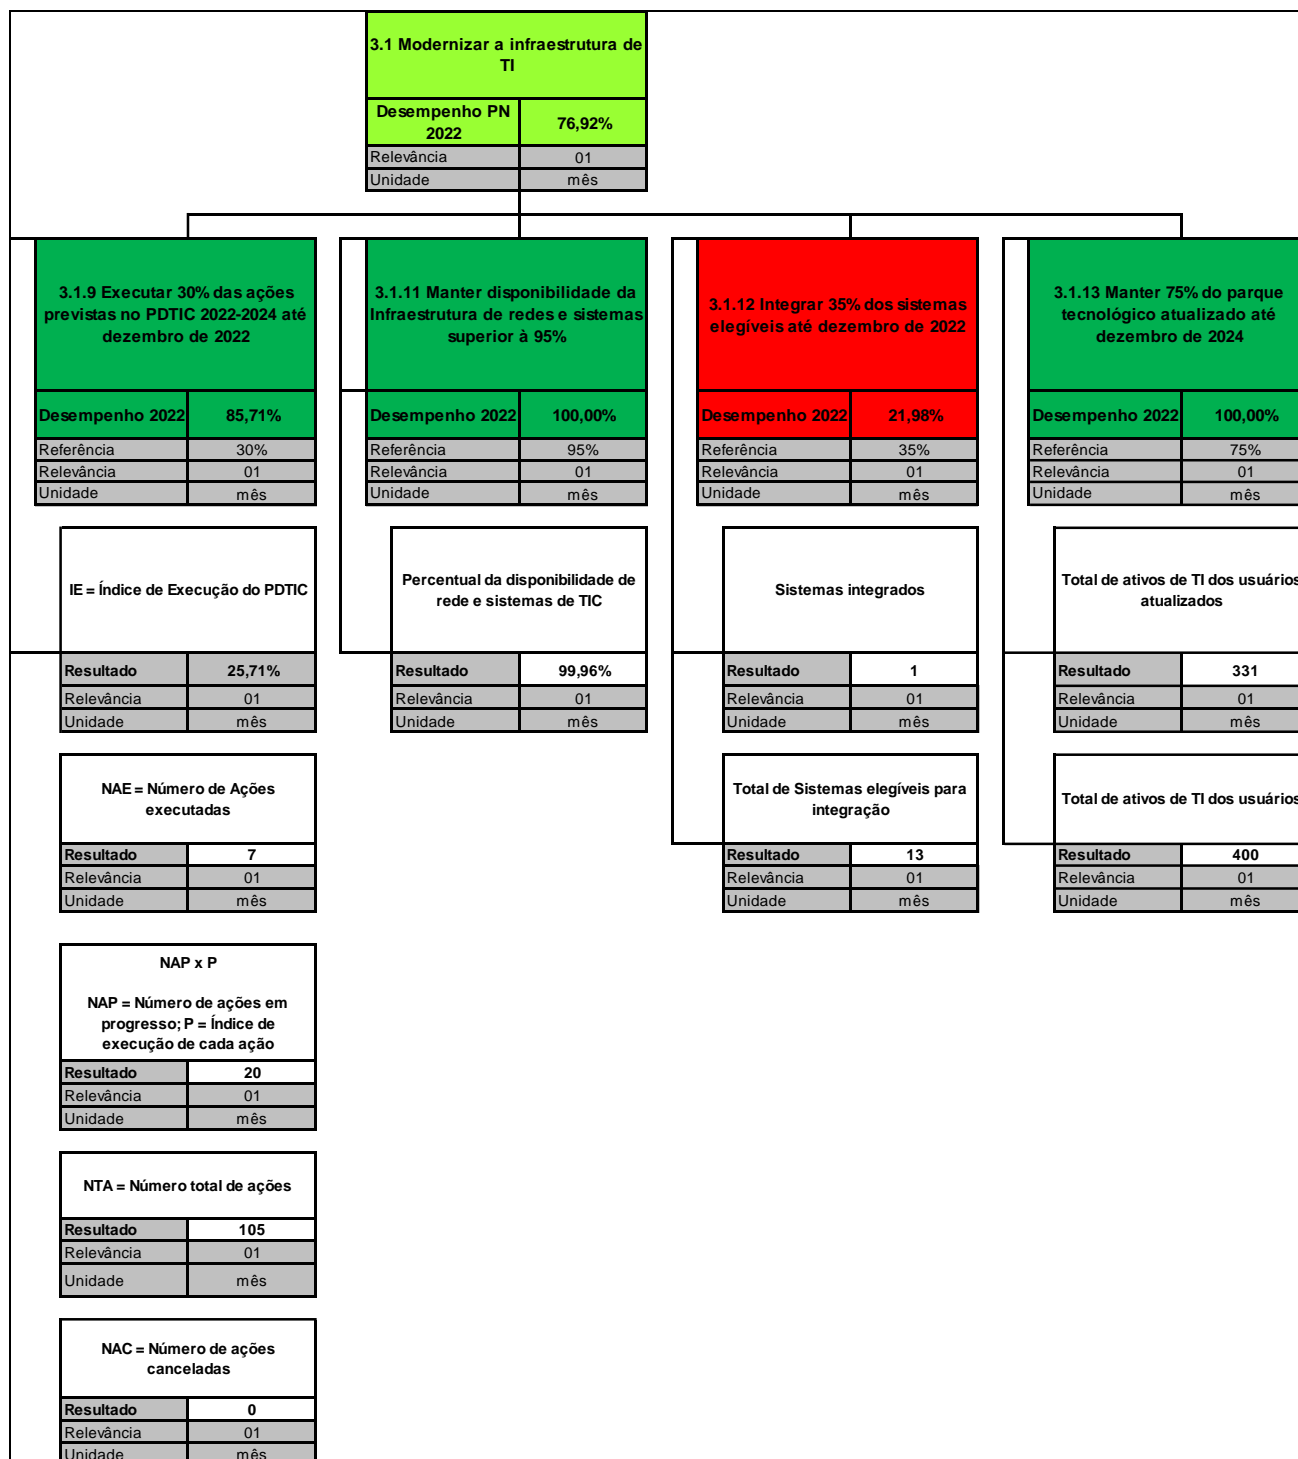 3.1 Modernizar a infraestrutura de
TI
Desempenho PN
2022
76,92%
Relevância 01
Unidade mês
3.1.9 Executar 30% das ações
previstas no PDTIC 2022-2024 até
dezembro de 2022
Desempenho 2022 85,71%
Referência 30%
Relevância 01
Unidade mês
IE = Índice de Execução do PDTIC
Resultado 25,71%
Relevância 01
Unidade mês
NAE = Número de Ações
executadas
Resultado 7
Relevância 01
Unidade mês
NAP x P
NAP = Número de ações em
progresso; P = Índice de
execução de cada ação
Resultado 20
Relevância 01
Unidade mês
NTA = Número total de ações
Resultado 105
Relevância 01
Unidade mês
NAC = Número de ações
canceladas
Resultado 0
Relevância 01
Unidade mês
3.1.11 Manter disponibilidade da
Infraestrutura de redes e sistemas
superior à 95%
Desempenho 2022 100,00%
Referência 95%
Relevância 01
Unidade mês
Percentual da disponibilidade de
rede e sistemas de TIC
Resultado 99,96%
Relevância 01
Unidade mês
3.1.12 Integrar 35% dos sistemas
elegíveis até dezembro de 2022
Desempenho 2022 21,98%
Referência 35%
Relevância 01
Unidade mês
Sistemas integrados
Resultado 1
Relevância 01
Unidade mês
Total de Sistemas elegíveis para
integração
Resultado 13
Relevância 01
Unidade mês
3.1.13 Manter 75% do parque
tecnológico atualizado até
dezembro de 2024
Desempenho 2022 100,00%
Referência 75%
Relevância 01
Unidade mês
Total de ativos de TI dos usuários
atualizados
Resultado 331
Relevância 01
Unidade mês
Total de ativos de TI dos usuários
Resultado 400
Relevância 01
Unidade mês